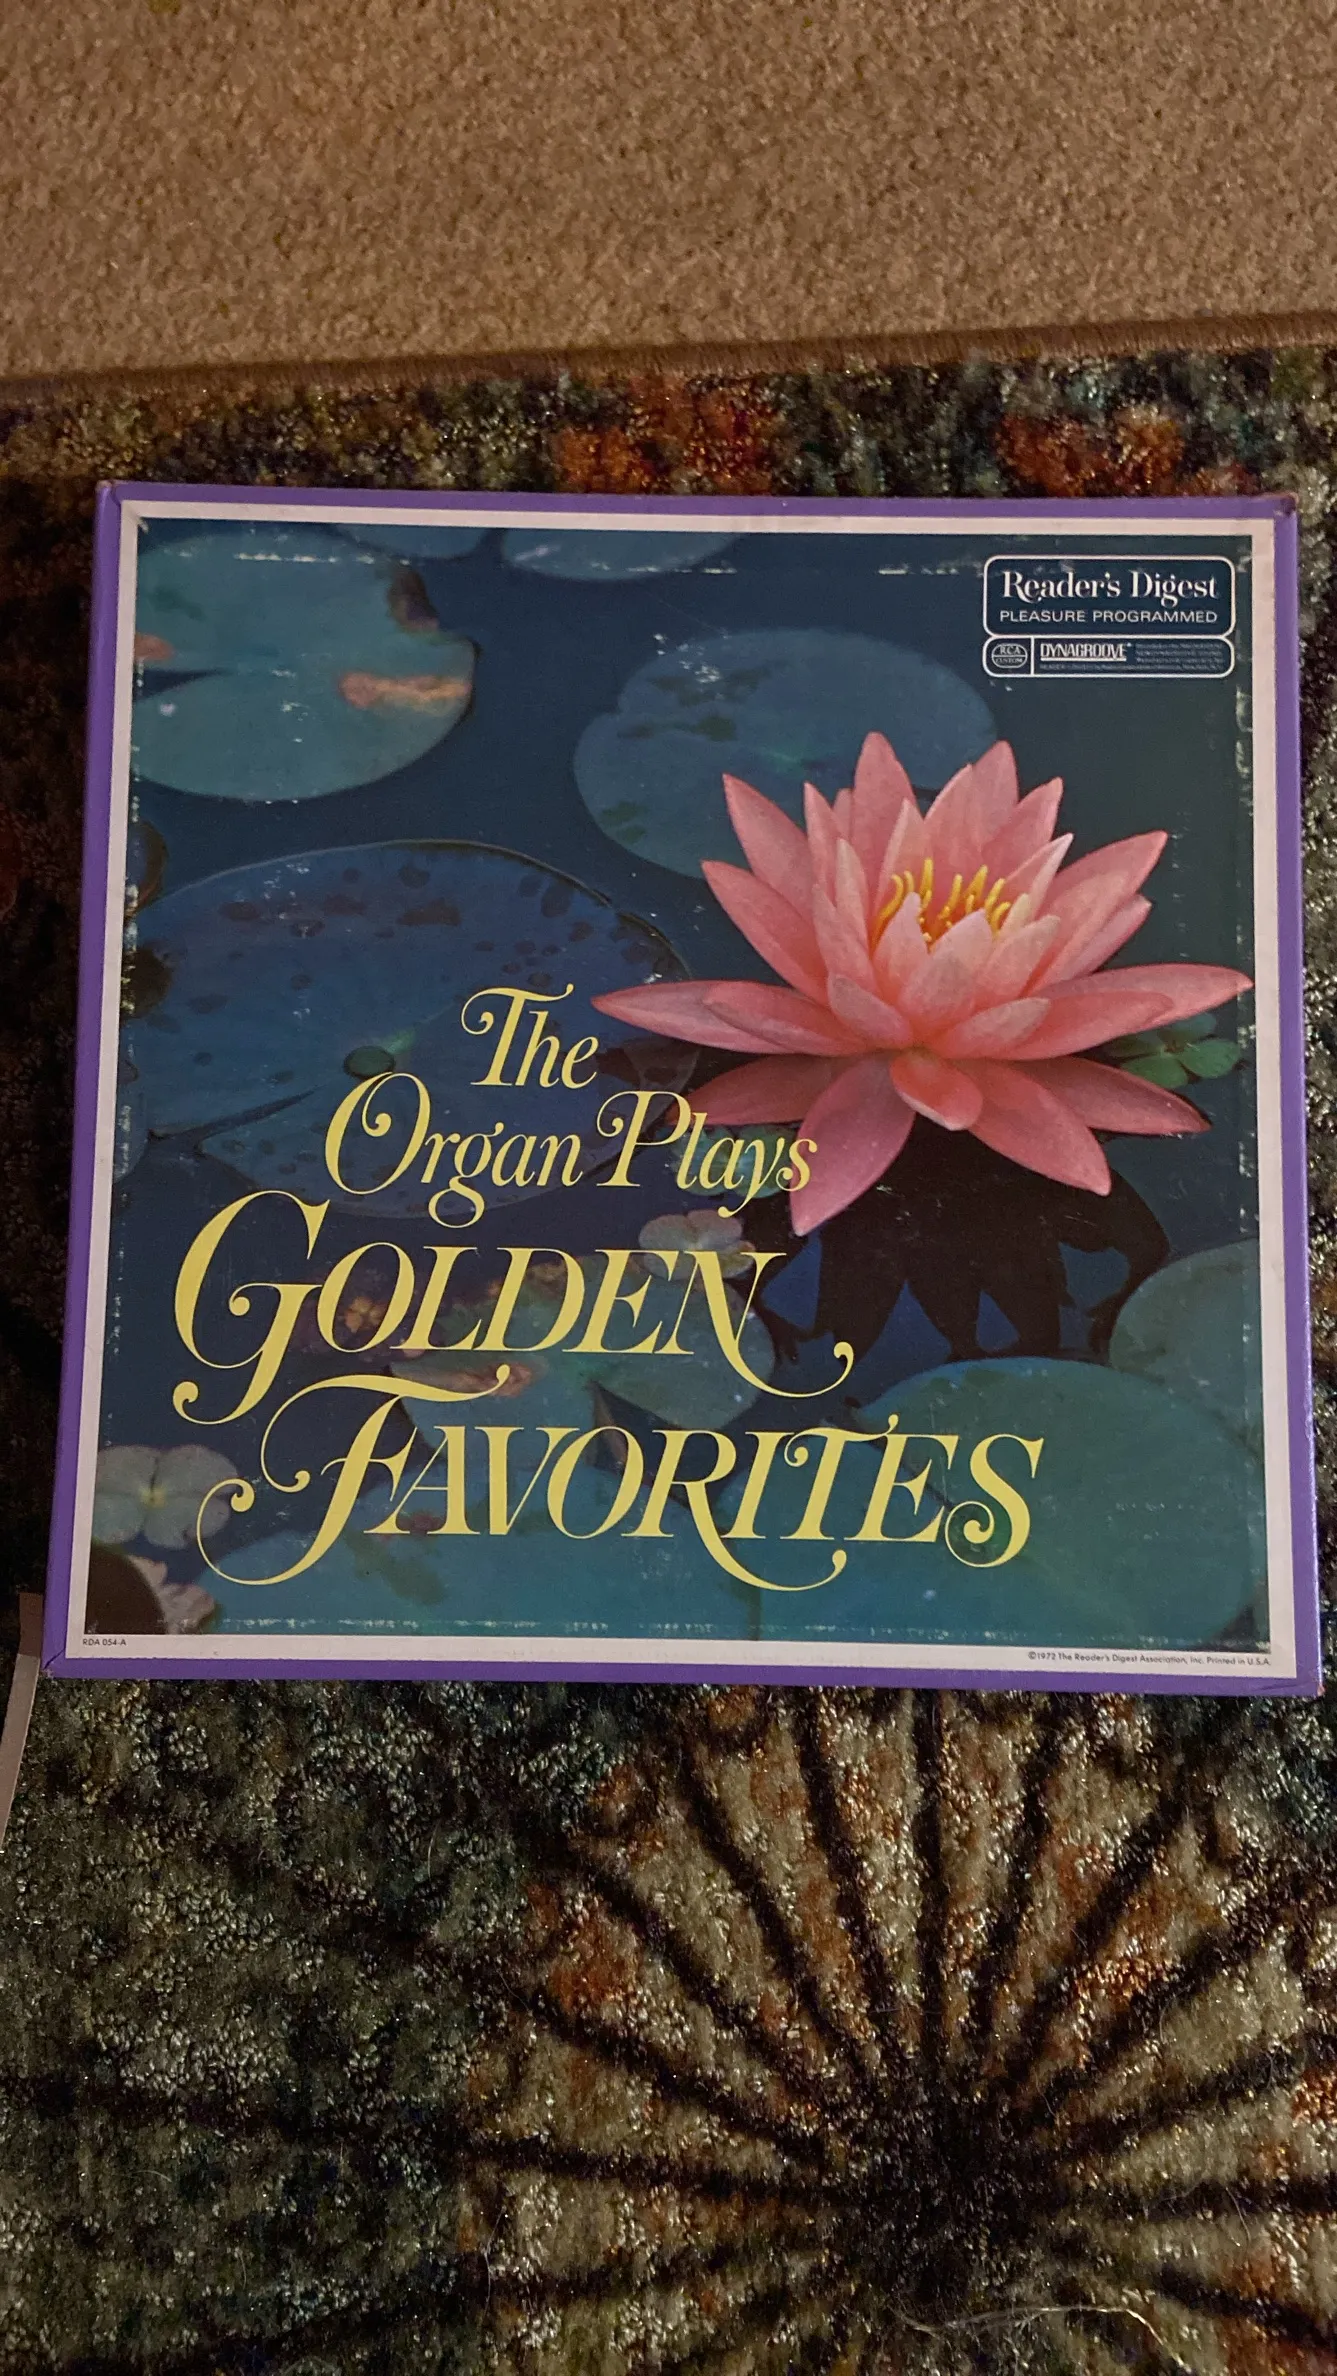 Reader's Digest
PLEASURE PROGRAMMED
RCA
CUSTOM
DYNAGROOVE
The
Organ Plays
GOLDEN
FAVORITES
RDA 054-A
©1972 The Reader's Digest Association, Inc. Printed in U.S.A.